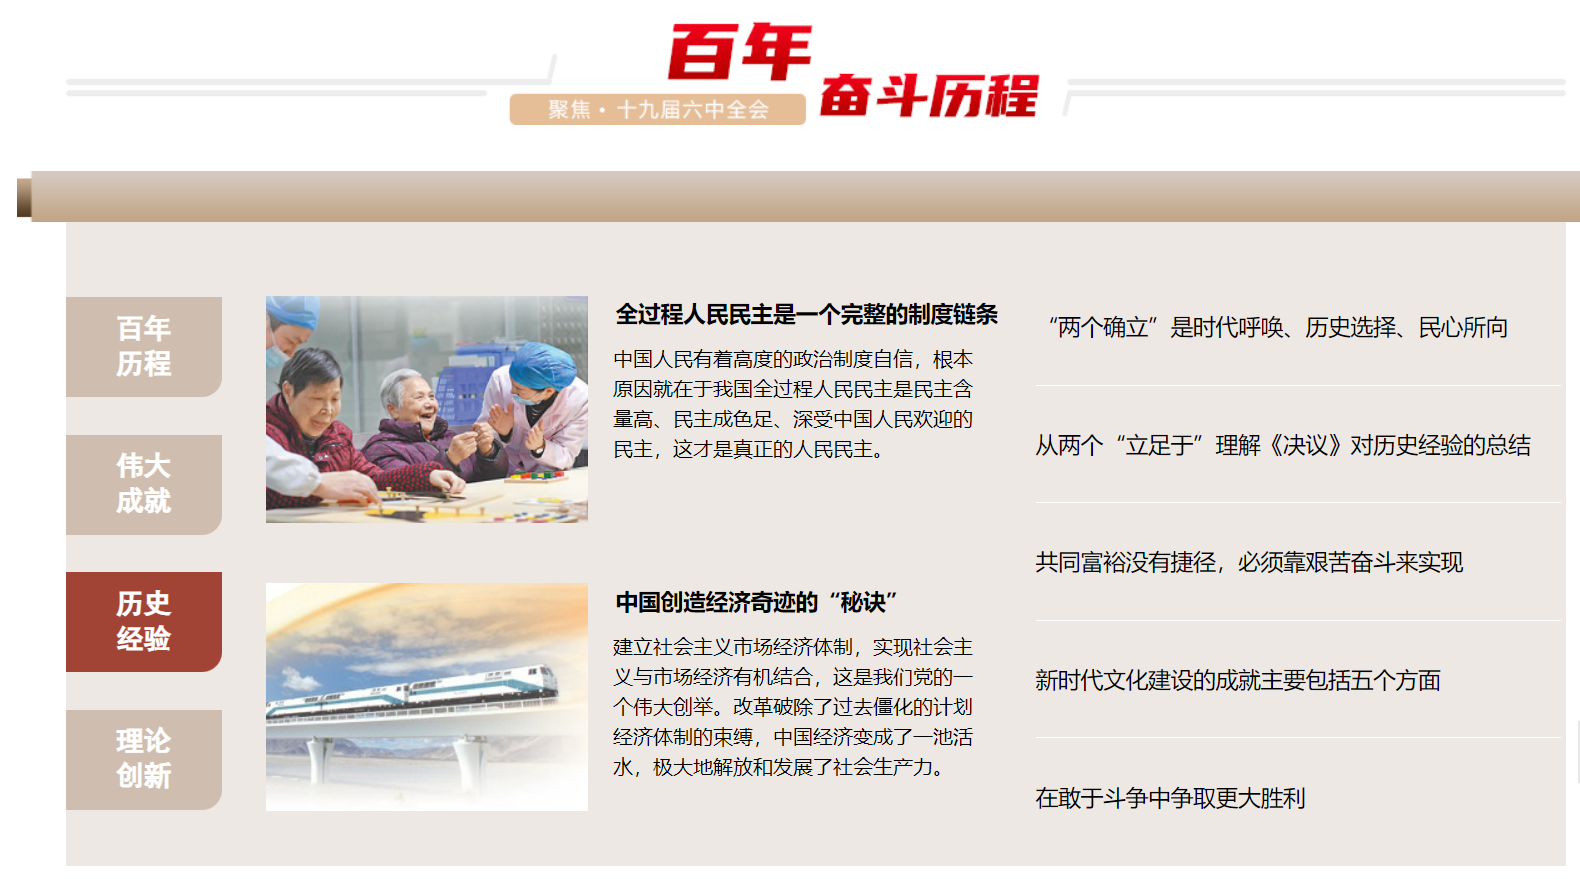 百年
奋斗历程
聚焦·十九届六中全会
百年
历程
伟大
成就
历史
经验
理论
创新
全过程人民民主是一个完整的制度链条
中国人民有着高度的政治制度自信，根本
原因就在于我国全过程人民民主是民主含
量高、民主成色足、深受中国人民欢迎的
民主，这才是真正的人民民主。
中国创造经济奇迹的“秘诀”
建立社会主义市场经济体制，实现社会主
义与市场经济有机结合，这是我们党的一
个伟大创举。改革破除了过去僵化的计划
经济体制的束缚，中国经济变成了一池活
水，极大地解放和发展了社会生产力。
“两个确立”是时代呼唤、历史选择、民心所向
从两个“立足于”理解《决议》对历史经验的总结
共同富裕没有捷径，必须靠艰苦奋斗来实现
新时代文化建设的成就主要包括五个方面
在敢于斗争中争取更大胜利